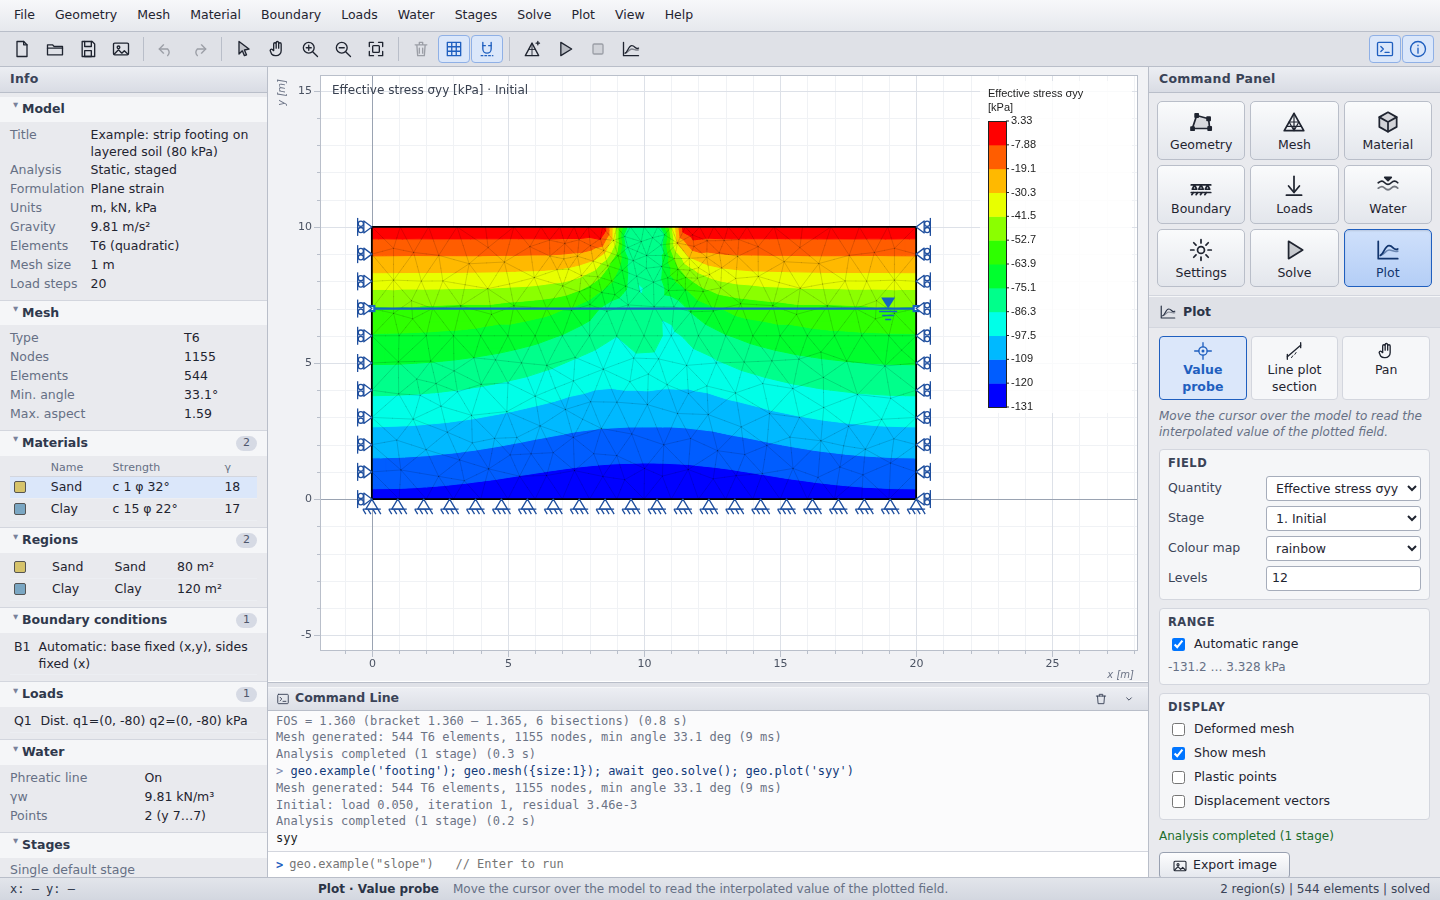 File Geometry Mesh Material Boundary Loads Water Stages Solve Plot View Help
Info
Model
Title Example: strip footing on layered soil (80 kPa)
Analysis Static, staged
Formulation Plane strain
Units m, kN, kPa
Gravity 9.81 m/s²
Elements T6 (quadratic)
Mesh size 1 m
Load steps 20
Mesh
Type T6
Nodes 1155
Elements 544
Min. angle 33.1°
Max. aspect 1.59
Materials 2
Name Strength γ
Sand c 1 φ 32° 18
Clay c 15 φ 22° 17
Regions 2
Sand Sand 80 m²
Clay Clay 120 m²
Boundary conditions 1
B1 Automatic: base fixed (x,y), sides fixed (x)
Loads 1
Q1 Dist. q1=(0, -80) q2=(0, -80) kPa
Water
Phreatic line On
γw 9.81 kN/m³
Points 2 (y 7…7)
Stages
Single default stage
Effective stress σyy [kPa] · Initial
y [m]
15
10
5
0
-5
0 5 10 15 20 25
x [m]
Effective stress σyy
[kPa]
3.33
-7.88
-19.1
-30.3
-41.5
-52.7
-63.9
-75.1
-86.3
-97.5
-109
-120
-131
Command Line
FOS = 1.360 (bracket 1.360 – 1.365, 6 bisections) (0.8 s)
Mesh generated: 544 T6 elements, 1155 nodes, min angle 33.1 deg (9 ms)
Analysis completed (1 stage) (0.3 s)
> geo.example('footing'); geo.mesh({size:1}); await geo.solve(); geo.plot('syy')
Mesh generated: 544 T6 elements, 1155 nodes, min angle 33.1 deg (9 ms)
Initial: load 0.050, iteration 1, residual 3.46e-3
Analysis completed (1 stage) (0.2 s)
syy
> geo.example("slope") // Enter to run
Command Panel
Geometry Mesh Material
Boundary Loads Water
Settings Solve Plot
Plot
Value probe
Line plot section
Pan
Move the cursor over the model to read the
interpolated value of the plotted field.
FIELD
Quantity Effective stress σyy
Stage 1. Initial
Colour map rainbow
Levels 12
RANGE
Automatic range
-131.2 … 3.328 kPa
DISPLAY
Deformed mesh
Show mesh
Plastic points
Displacement vectors
Analysis completed (1 stage)
Export image
x: — y: — Plot · Value probe Move the cursor over the model to read the interpolated value of the plotted field. 2 region(s) | 544 elements | solved